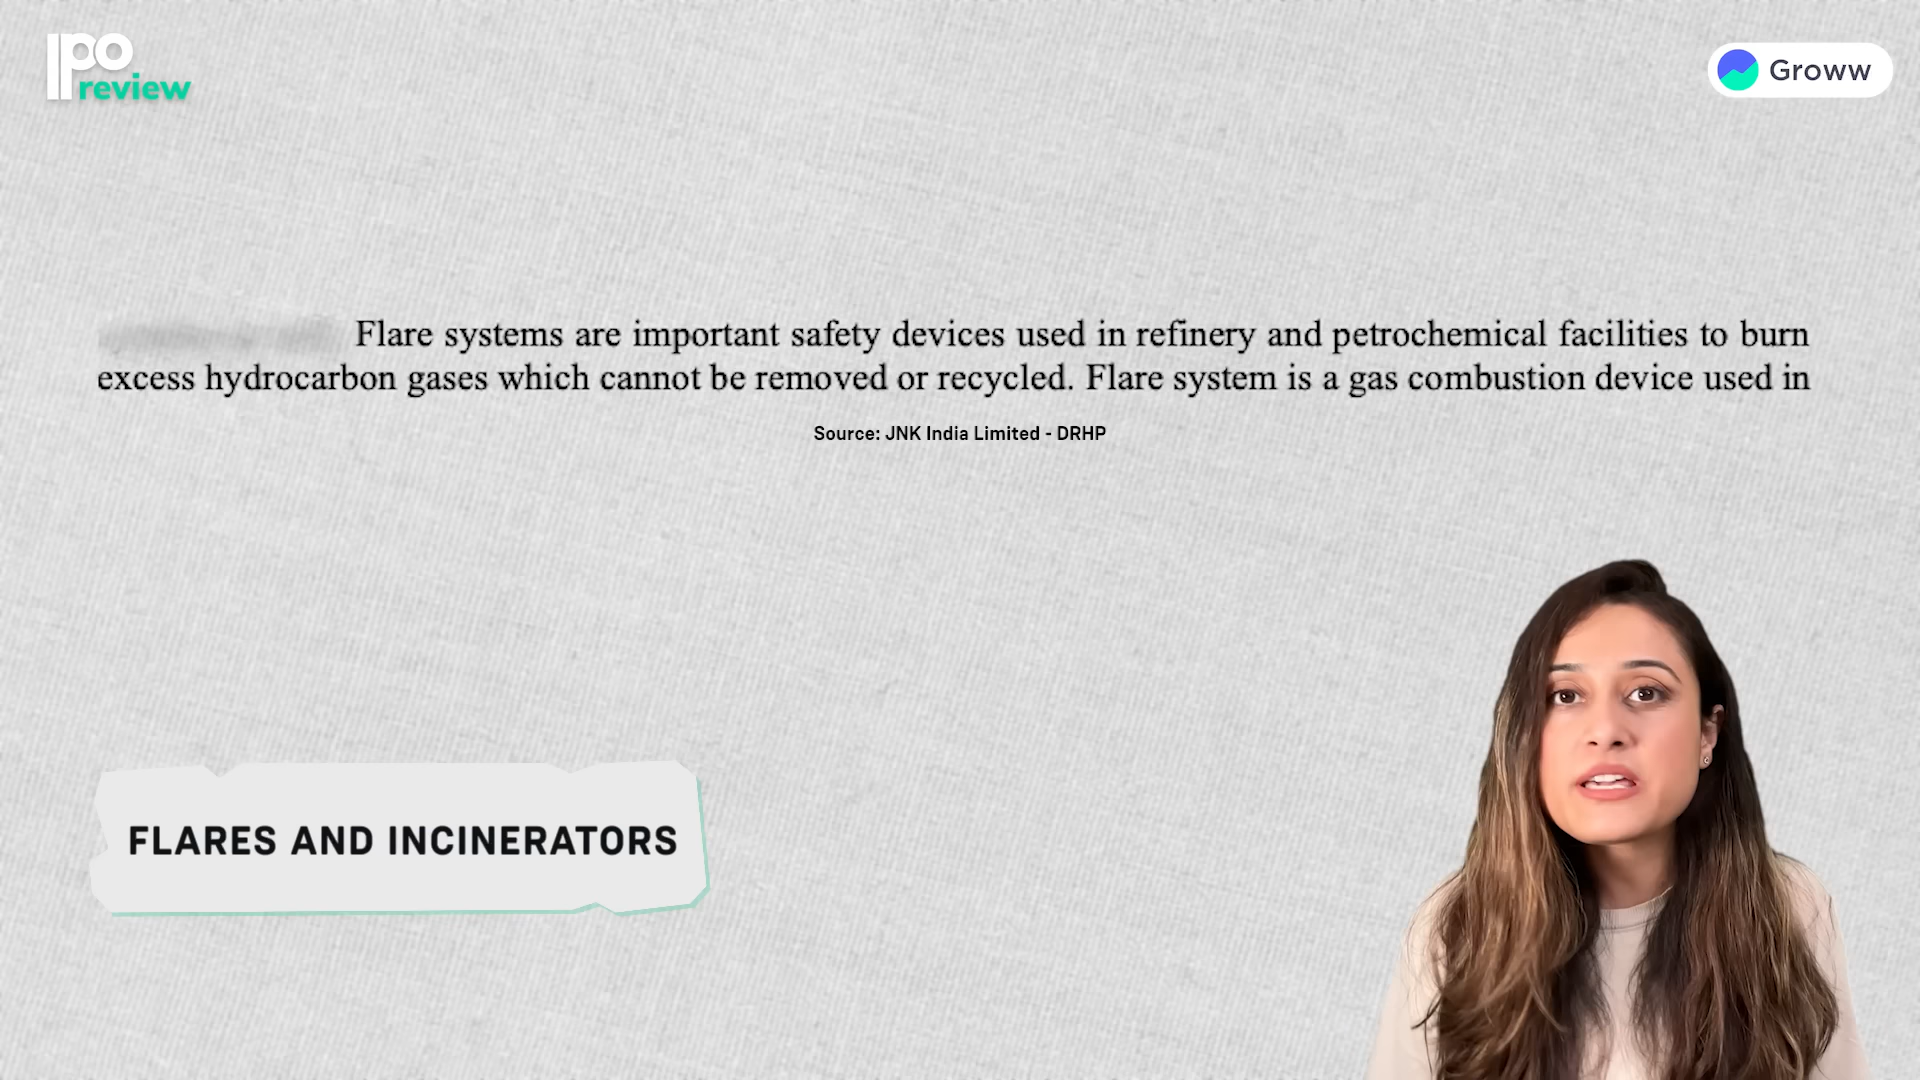 IPO
review
Groww
Flare systems are important safety devices used in refinery and petrochemical facilities to burn
excess hydrocarbon gases which cannot be removed or recycled. Flare system is a gas combustion device used in
Source: JNK India Limited - DRHP
FLARES AND INCINERATORS